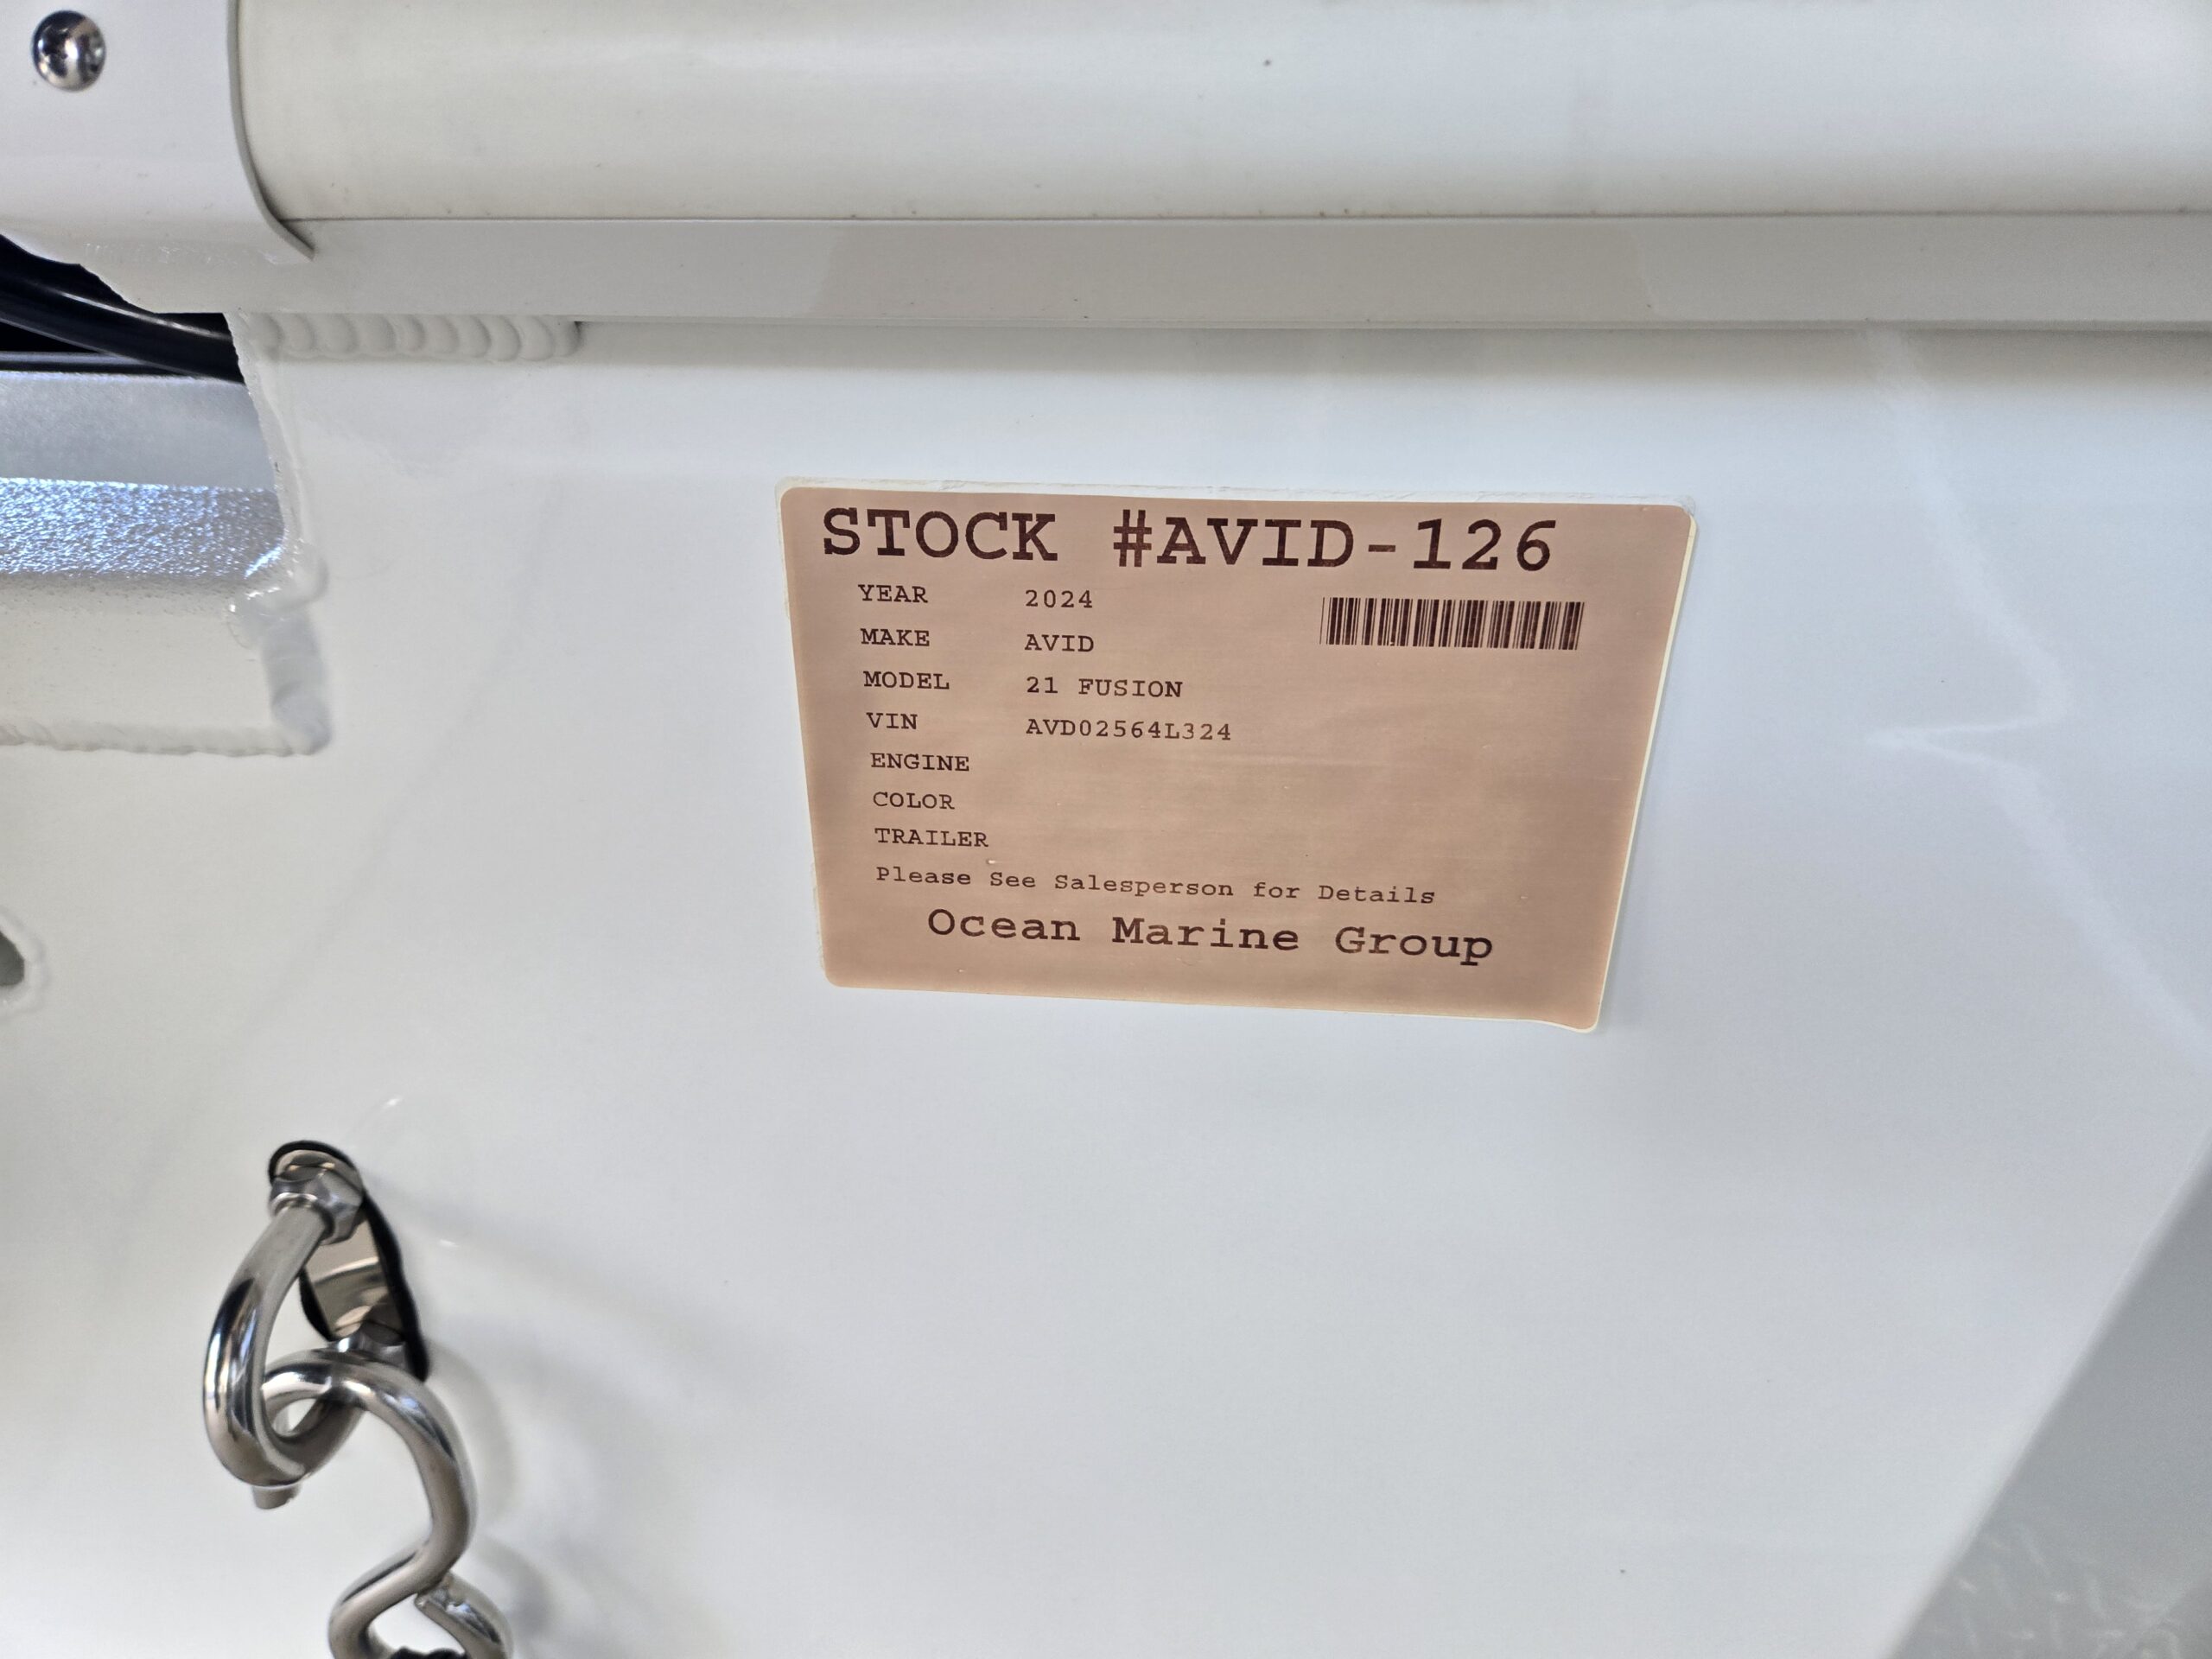 STOCK #AVID-126
YEAR 2024
MAKE AVID
MODEL 21 FUSION
VIN AVD02564L324
ENGINE
COLOR
TRAILER
Please See Salesperson for Details
Ocean Marine Group